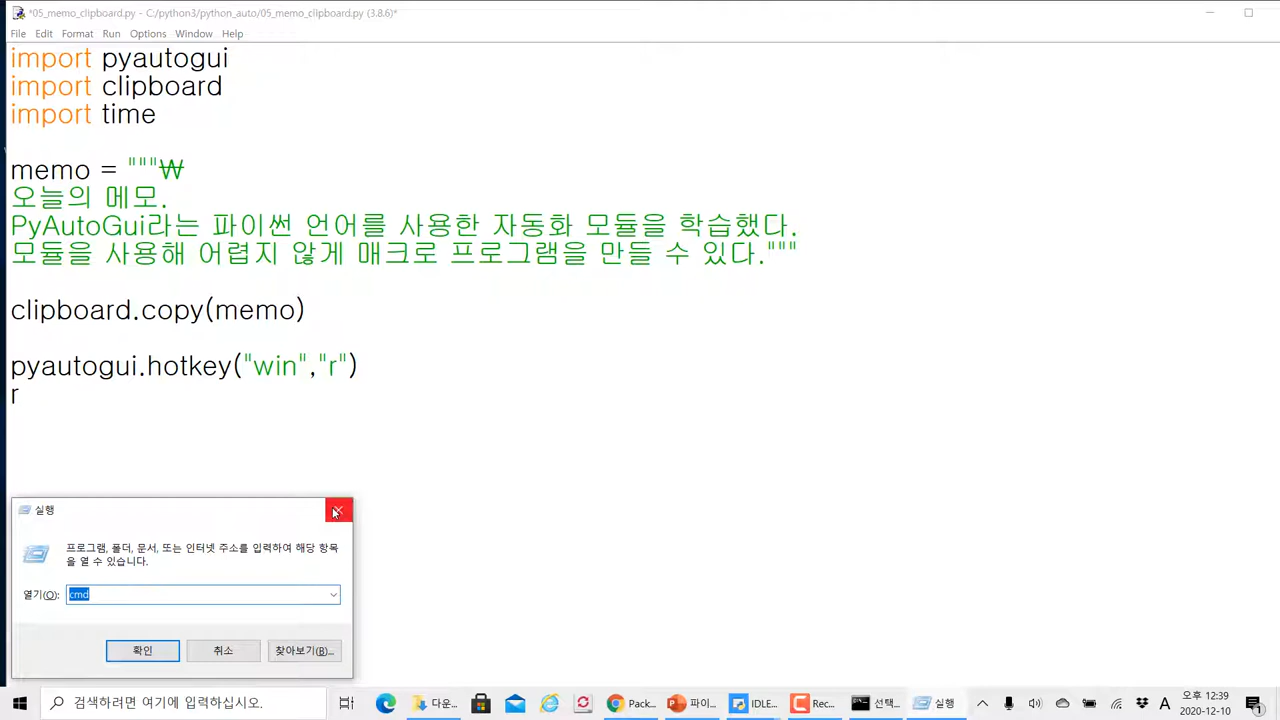 *05_memo_clipboard.py - C:/python3/python_auto/05_memo_clipboard.py (3.8.6)*
File Edit Format Run Options Window Help
import pyautogui
import clipboard
import time
memo = """₩
오늘의 메모.
PyAutoGui라는 파이썬 언어를 사용한 자동화 모듈을 학습했다.
모듈을 사용해 어렵지 않게 매크로 프로그램을 만들 수 있다."""
clipboard.copy(memo)
pyautogui.hotkey("win","r")
r
실행
프로그램, 폴더, 문서, 또는 인터넷 주소를 입력하여 해당 항목
을 열 수 있습니다.
열기(O):
cmd
확인 취소 찾아보기(B)...
검색하려면 여기에 입력하십시오.
다운...
Pack...
파이...
IDLE...
Rec...
선택...
실행
A
오후 12:39
2020-12-10
1